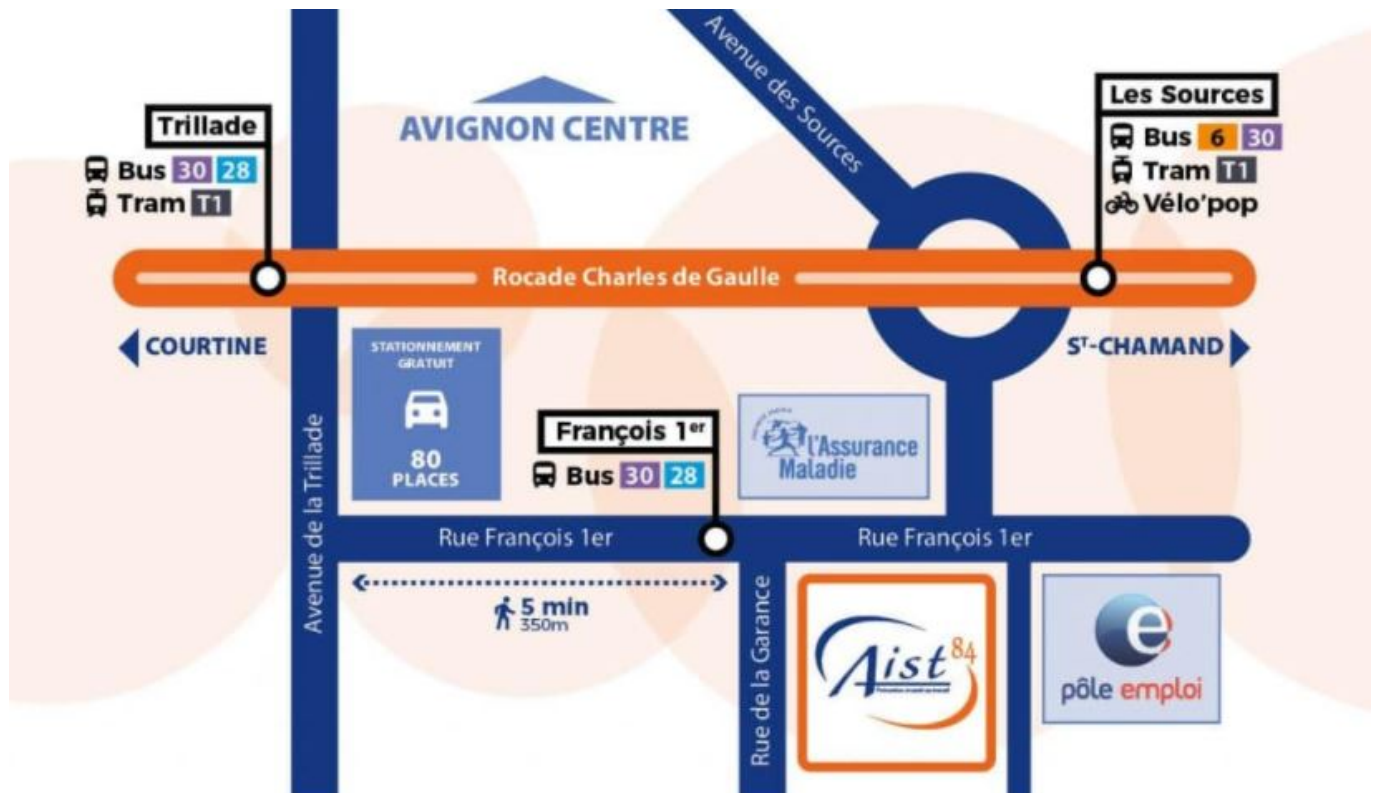 Avenue des Sources
Les Sources
Bus 6 30
Tram T1
Vélo'pop
Trillade
Bus 30 28
Tram T1
AVIGNON CENTRE
Rocade Charles de Gaulle
COURTINE
Sᵀ-CHAMAND
STATIONNEMENT
GRATUIT
80
PLACES
François 1ᵉʳ
Bus 30 28
l'Assurance
Maladie
Avenue de la Trillade
Rue François 1er
Rue François 1er
5 min
350m
Rue de la Garance
Aist 84
e
pôle emploi